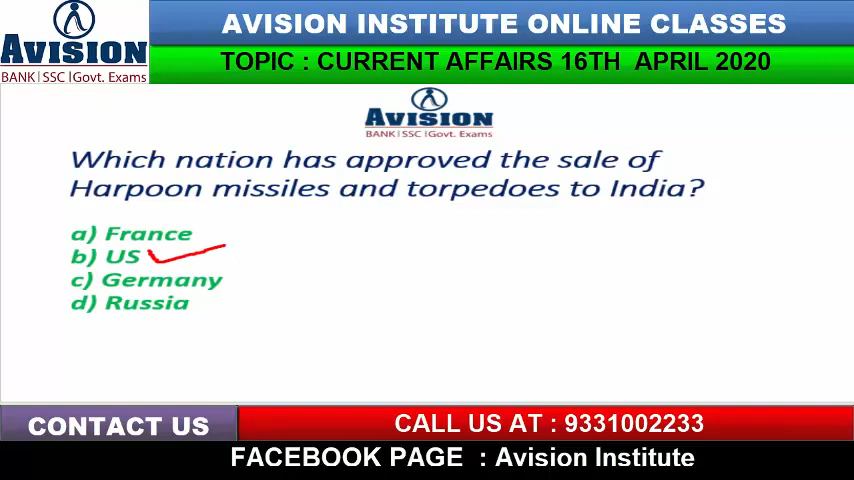 AVISION
BANK|SSC|Govt. Exams
AVISION INSTITUTE ONLINE CLASSES
TOPIC : CURRENT AFFAIRS 16TH APRIL 2020
AVISION
BANK|SSC|Govt. Exams
Which nation has approved the sale of
Harpoon missiles and torpedoes to India?
a) France
b) US
c) Germany
d) Russia
CONTACT US
CALL US AT : 9331002233
FACEBOOK PAGE : Avision Institute